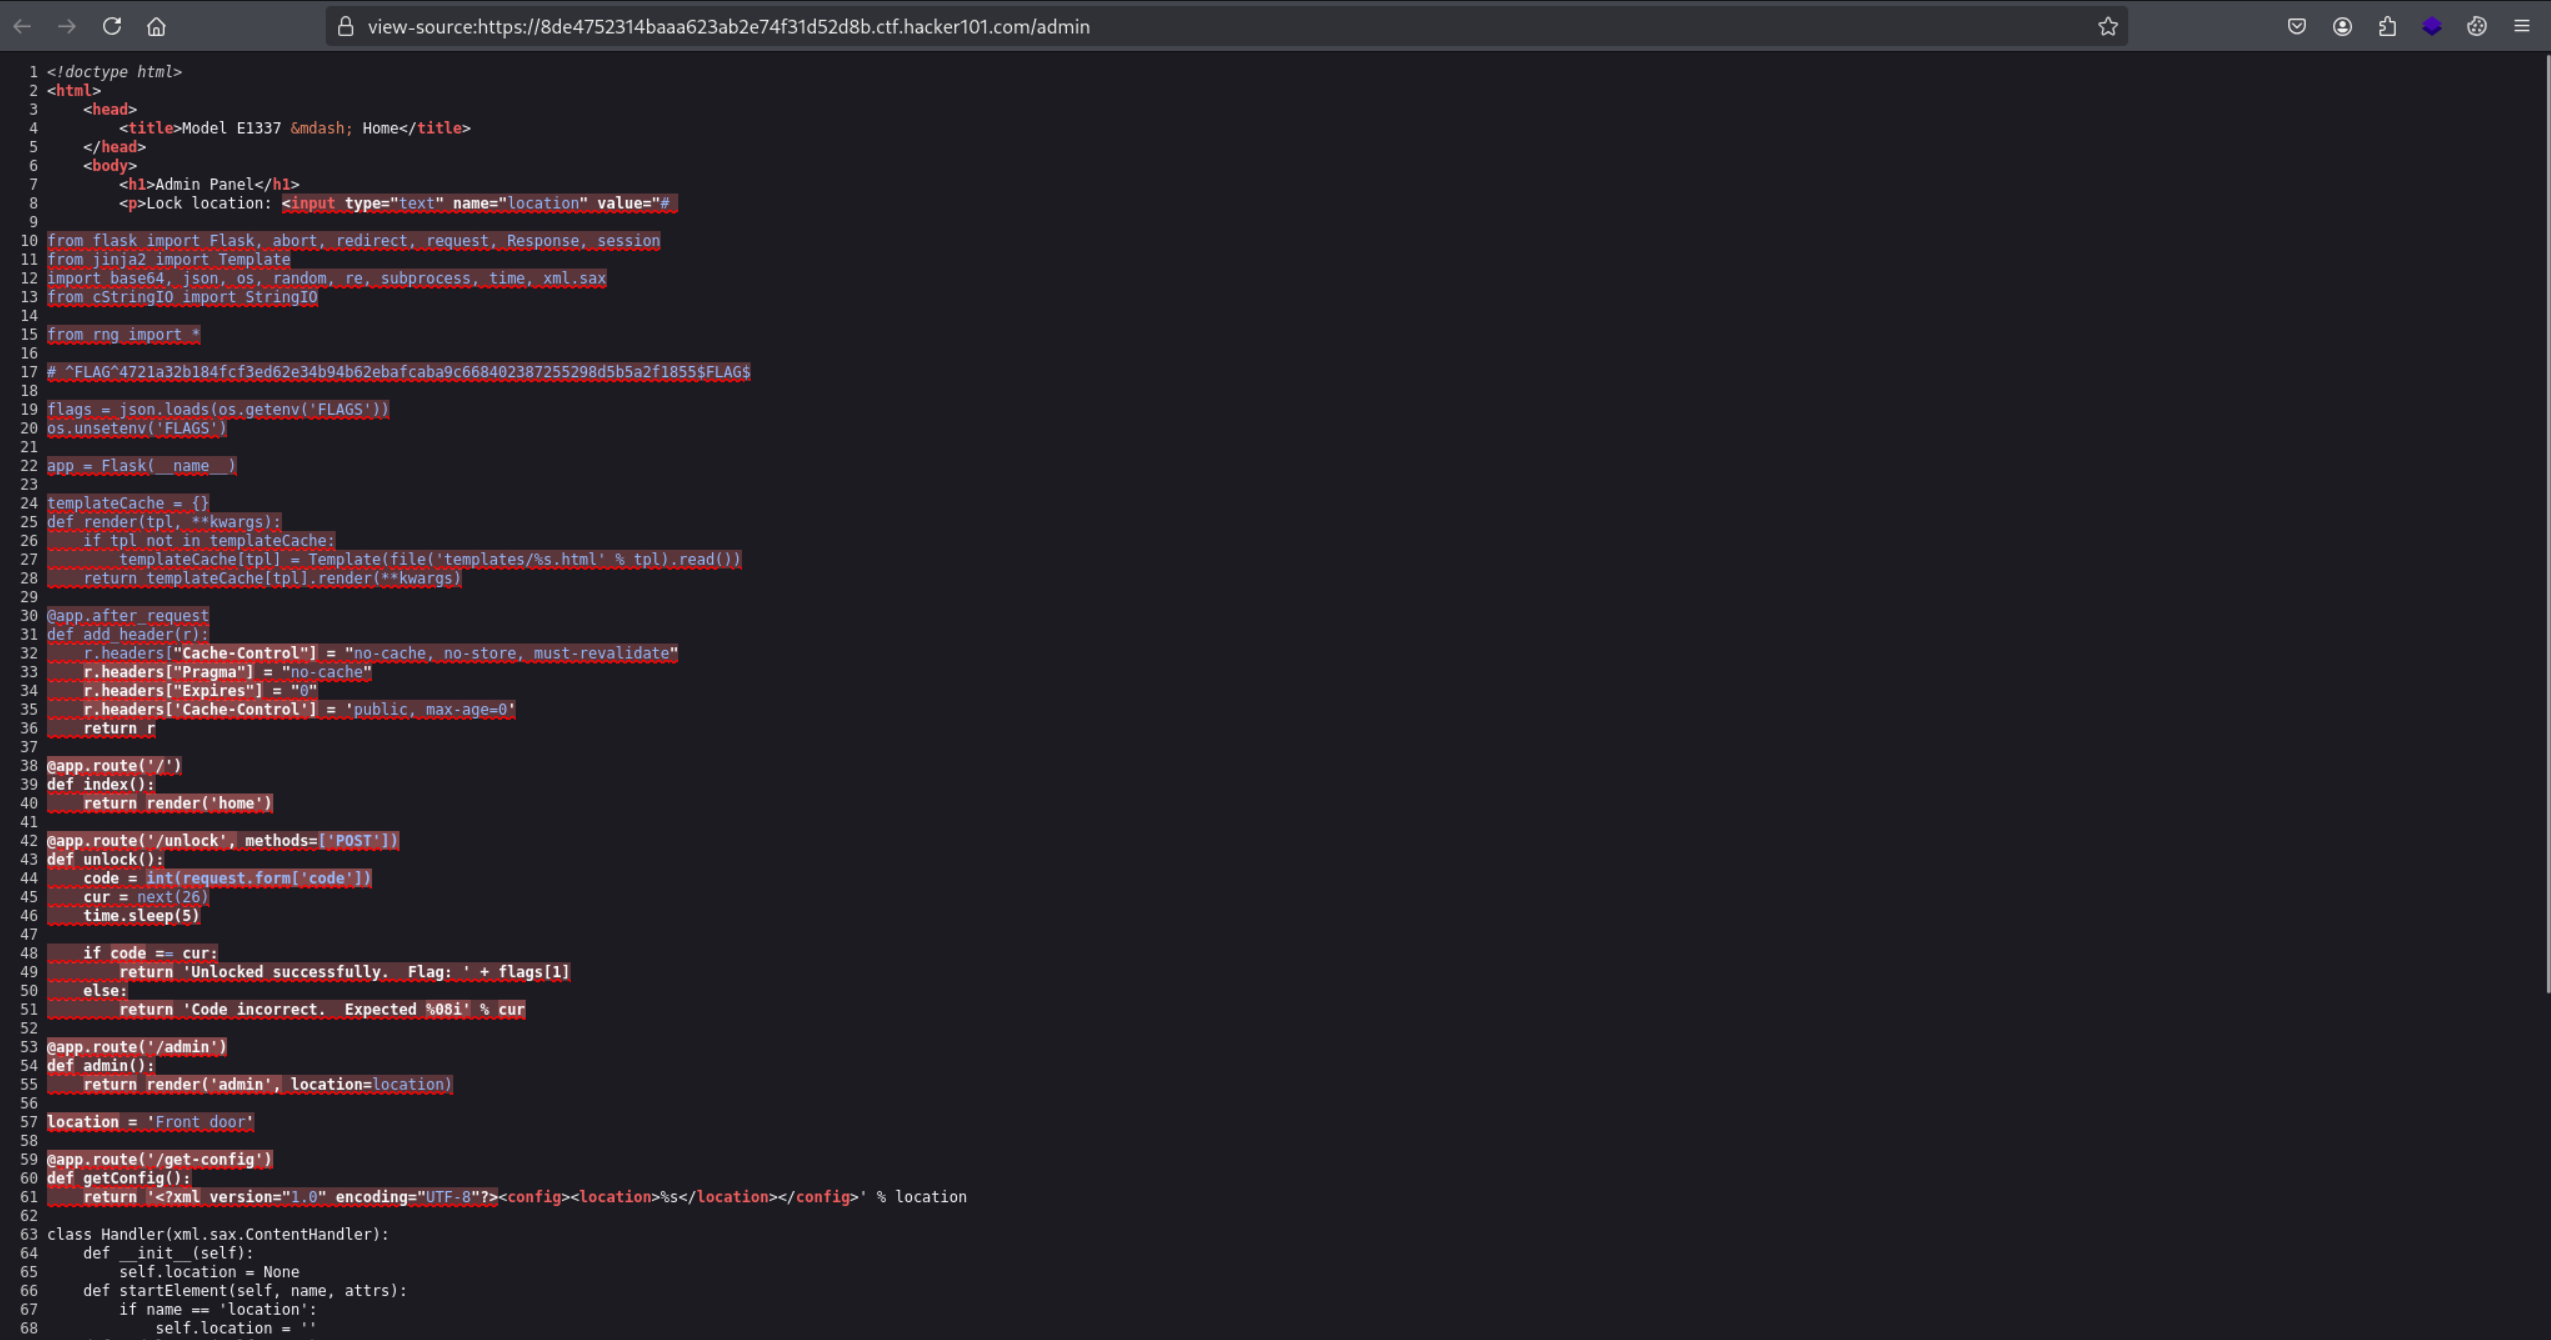 view-source:https://8de4752314baaa623ab2e74f31d52d8b.ctf.hacker101.com/admin
1 <!doctype html>
2 <html>
3     <head>
4         <title>Model E1337 &mdash; Home</title>
5     </head>
6     <body>
7         <h1>Admin Panel</h1>
8         <p>Lock location: <input type="text" name="location" value="#
9
10 from flask import Flask, abort, redirect, request, Response, session
11 from jinja2 import Template
12 import base64, json, os, random, re, subprocess, time, xml.sax
13 from cStringIO import StringIO
14
15 from rng import *
16
17 # ^FLAG^4721a32b184fcf3ed62e34b94b62ebafcaba9c668402387255298d5b5a2f1855$FLAG$
18
19 flags = json.loads(os.getenv('FLAGS'))
20 os.unsetenv('FLAGS')
21
22 app = Flask(__name__)
23
24 templateCache = {}
25 def render(tpl, **kwargs):
26     if tpl not in templateCache:
27         templateCache[tpl] = Template(file('templates/%s.html' % tpl).read())
28     return templateCache[tpl].render(**kwargs)
29
30 @app.after_request
31 def add_header(r):
32     r.headers["Cache-Control"] = "no-cache, no-store, must-revalidate"
33     r.headers["Pragma"] = "no-cache"
34     r.headers["Expires"] = "0"
35     r.headers['Cache-Control'] = 'public, max-age=0'
36     return r
37
38 @app.route('/')
39 def index():
40     return render('home')
41
42 @app.route('/unlock', methods=['POST'])
43 def unlock():
44     code = int(request.form['code'])
45     cur = next(26)
46     time.sleep(5)
47
48     if code == cur:
49         return 'Unlocked successfully.  Flag: ' + flags[1]
50     else:
51         return 'Code incorrect.  Expected %08i' % cur
52
53 @app.route('/admin')
54 def admin():
55     return render('admin', location=location)
56
57 location = 'Front door'
58
59 @app.route('/get-config')
60 def getConfig():
61     return '<?xml version="1.0" encoding="UTF-8"?><config><location>%s</location></config>' % location
62
63 class Handler(xml.sax.ContentHandler):
64     def __init__(self):
65         self.location = None
66     def startElement(self, name, attrs):
67         if name == 'location':
68             self.location = ''